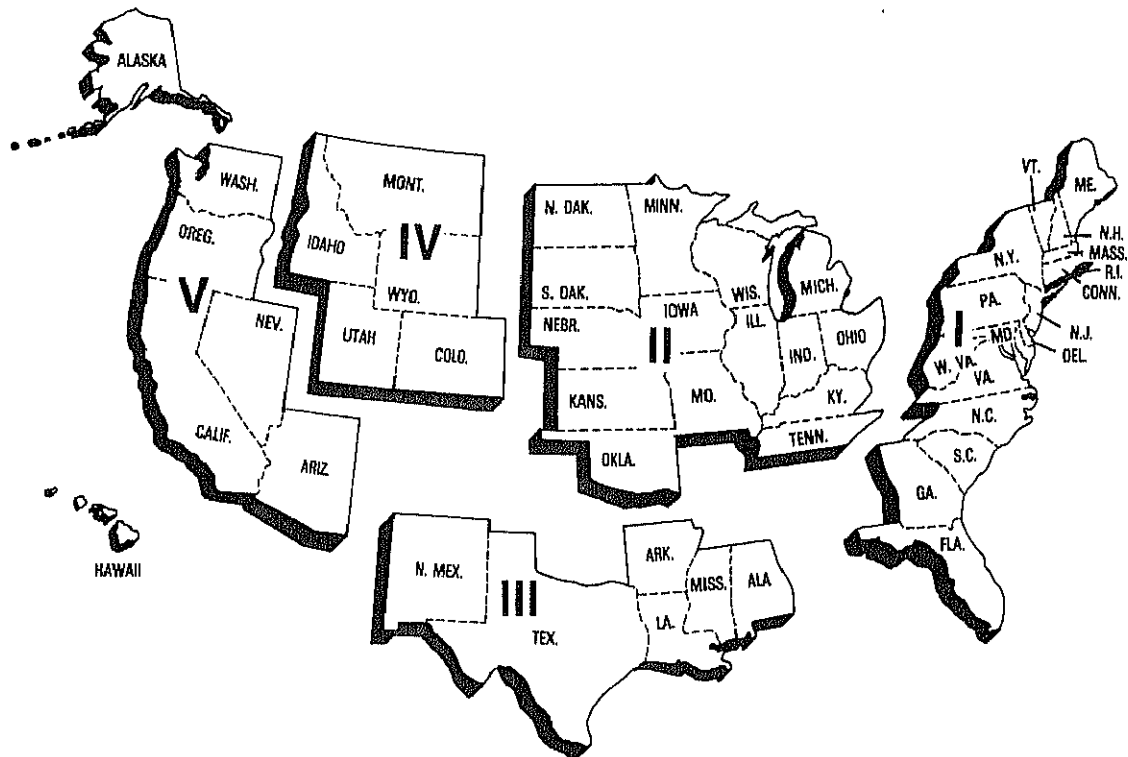 ALASKA
WASH.
OREG.
V
NEV.
CALIF.
ARIZ.
HAWAII
MONT.
IDAHO
IV
WYO.
UTAH
COLO.
N. DAK.
MINN.
S. DAK.
WIS.
MICH.
NEBR.
IOWA
ILL.
II
IND.
OHIO
KANS.
MO.
KY.
TENN.
OKLA.
N. MEX.
III
TEX.
ARK.
LA.
MISS.
ALA
VT.
ME.
N.H.
MASS.
R.I.
CONN.
N.Y.
PA.
N.J.
I
MD.
DEL.
W. VA.
VA.
N.C.
S.C.
GA.
FLA.